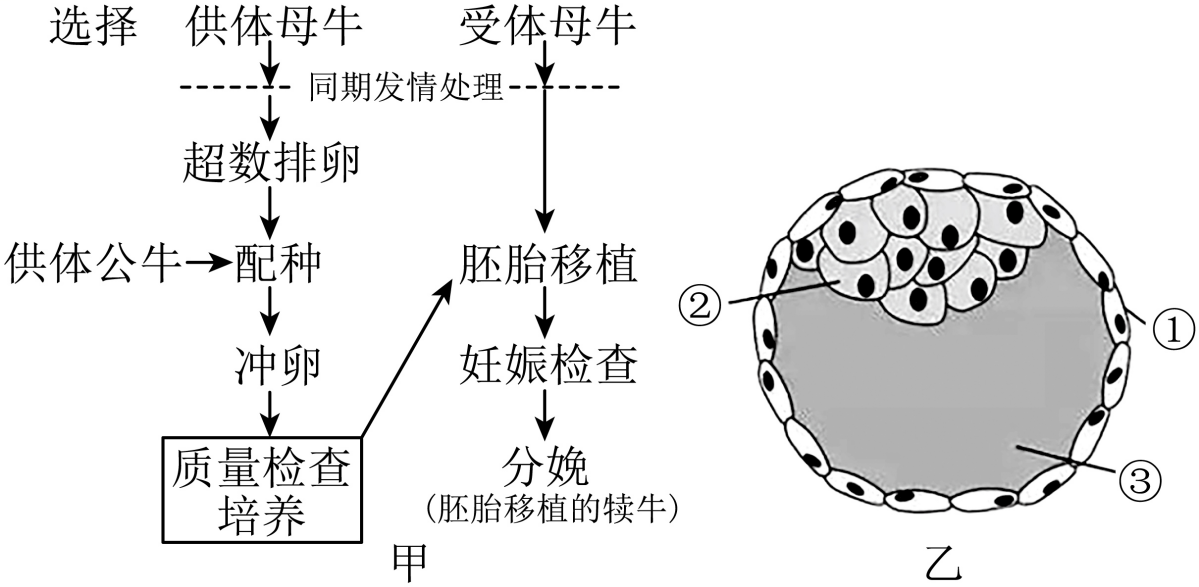 选择 供体母牛 受体母牛
同期发情处理
超数排卵
供体公牛 配种 胚胎移植
冲卵 妊娠检查
质量检查
培养
分娩
(胚胎移植的犊牛)
甲
①
②
③
乙